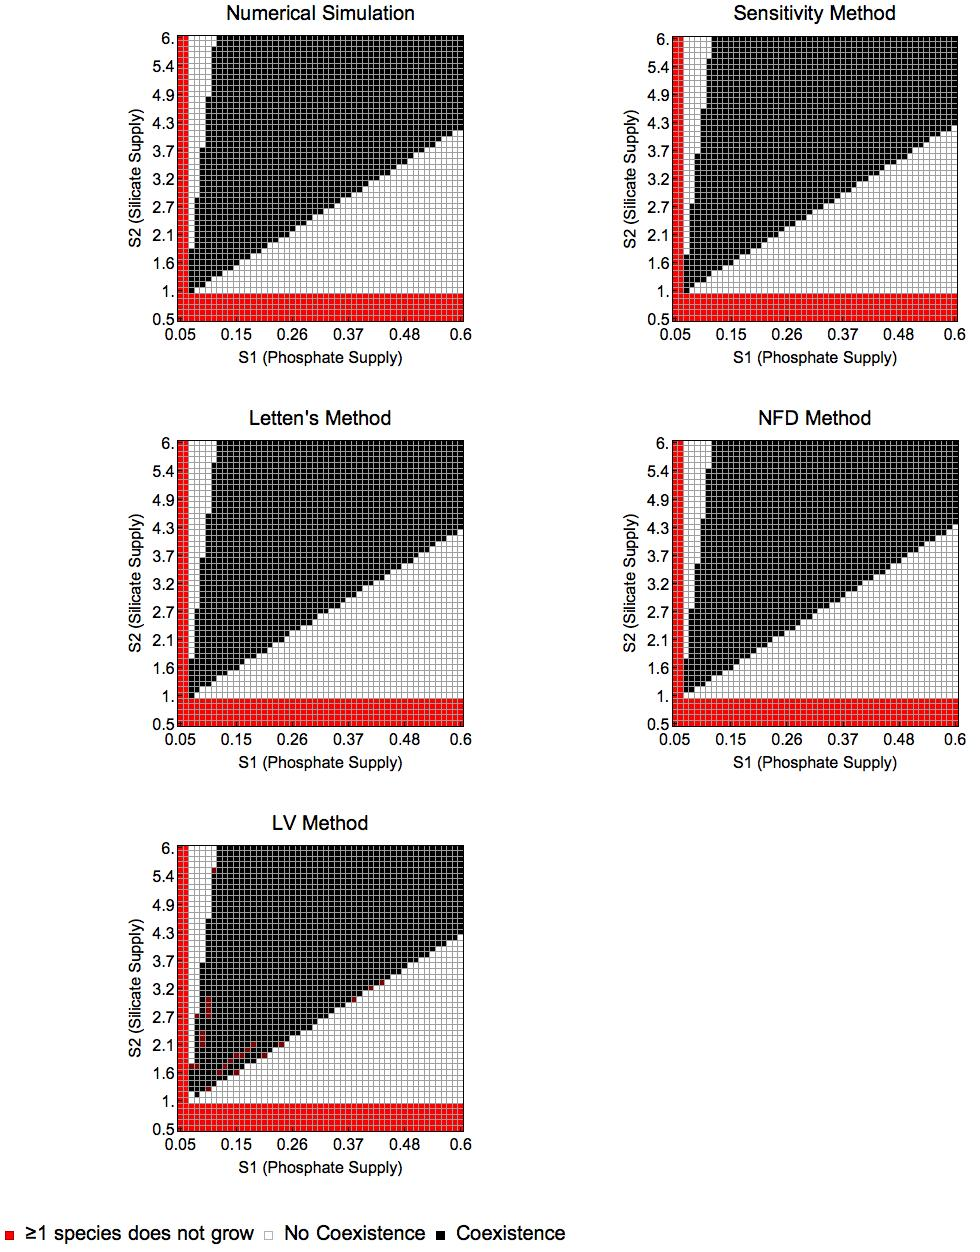 Numerical Simulation
6.
5.4
4.9
4.3
3.7
3.2
2.7
2.1
1.6
1.
0.5
S2 (Silicate Supply)
0.05 0.15 0.26 0.37 0.48 0.6
S1 (Phosphate Supply)
Sensitivity Method
6.
5.4
4.9
4.3
3.7
3.2
2.7
2.1
1.6
1.
0.5
S2 (Silicate Supply)
0.05 0.15 0.26 0.37 0.48 0.6
S1 (Phosphate Supply)
Letten's Method
6.
5.4
4.9
4.3
3.7
3.2
2.7
2.1
1.6
1.
0.5
S2 (Silicate Supply)
0.05 0.15 0.26 0.37 0.48 0.6
S1 (Phosphate Supply)
NFD Method
6.
5.4
4.9
4.3
3.7
3.2
2.7
2.1
1.6
1.
0.5
S2 (Silicate Supply)
0.05 0.15 0.26 0.37 0.48 0.6
S1 (Phosphate Supply)
LV Method
6.
5.4
4.9
4.3
3.7
3.2
2.7
2.1
1.6
1.
0.5
S2 (Silicate Supply)
0.05 0.15 0.26 0.37 0.48 0.6
S1 (Phosphate Supply)
≥1 species does not grow No Coexistence Coexistence